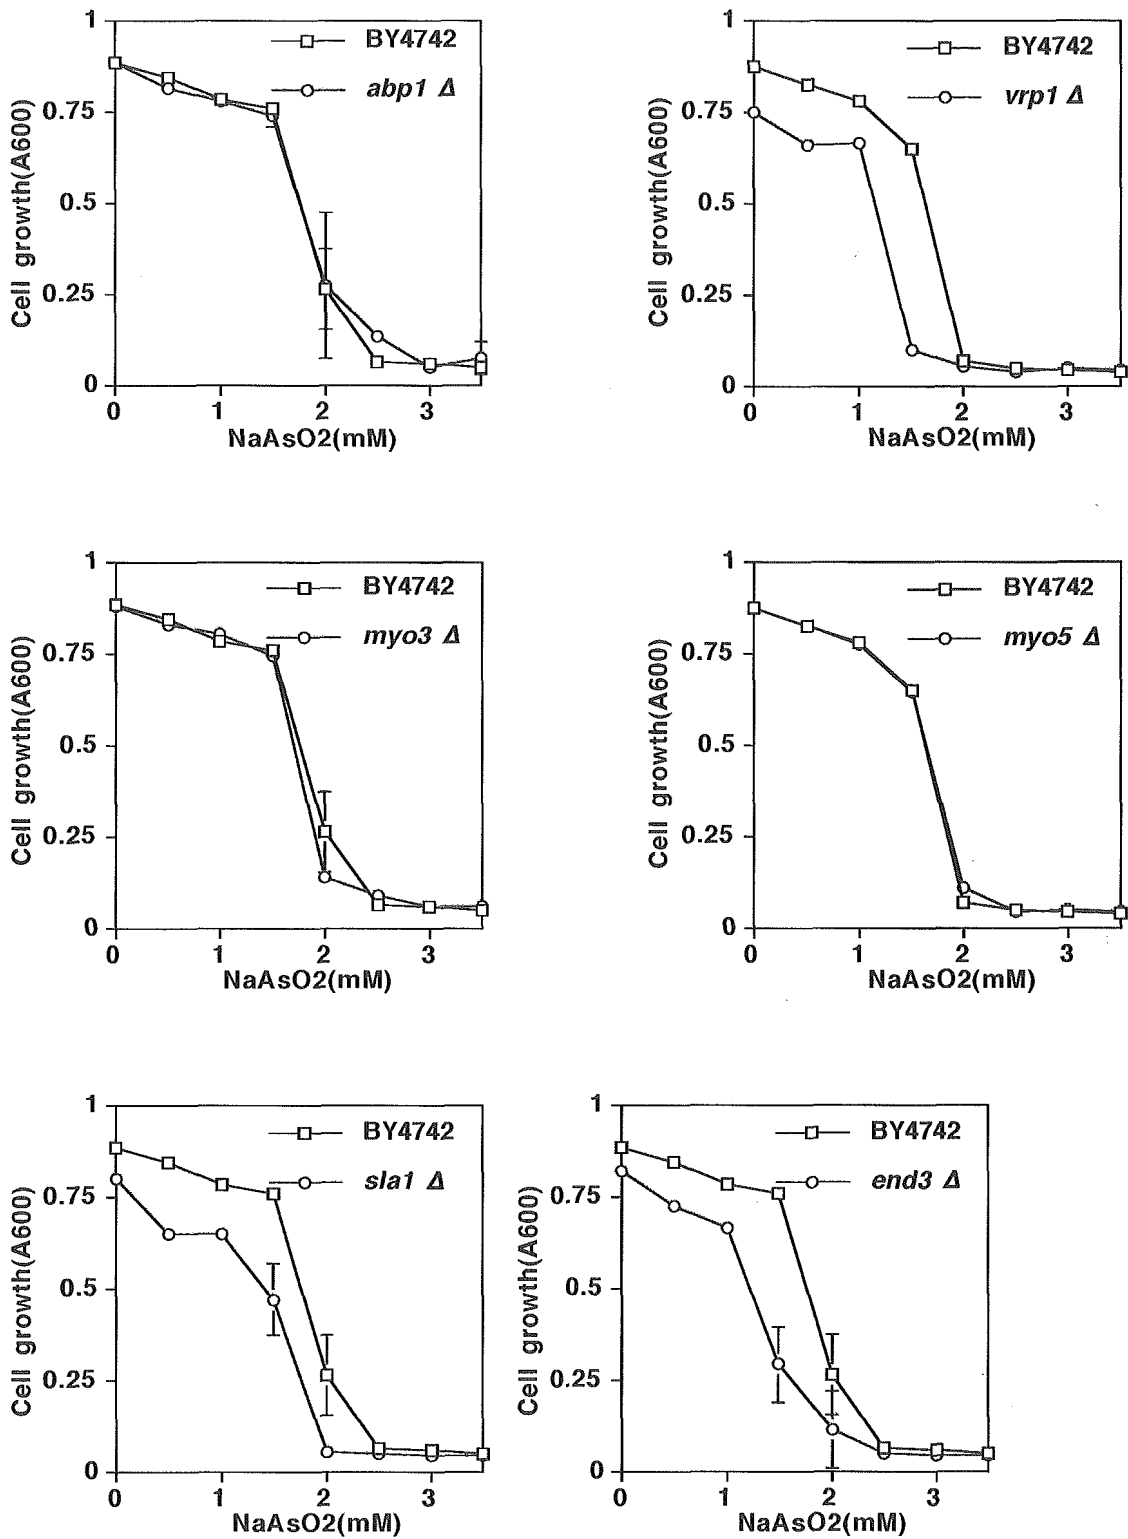 1
BY4742
abp1 Δ
0.75
0.5
0.25
0
0 1 2 3
Cell growth(A600)
NaAsO2(mM)
1
BY4742
vrp1 Δ
0.75
0.5
0.25
0
0 1 2 3
Cell growth(A600)
NaAsO2(mM)
1
BY4742
myo3 Δ
0.75
0.5
0.25
0
0 1 2 3
Cell growth(A600)
NaAsO2(mM)
1
BY4742
myo5 Δ
0.75
0.5
0.25
0
0 1 2 3
Cell growth(A600)
NaAsO2(mM)
1
BY4742
sla1 Δ
0.75
0.5
0.25
0
0 1 2 3
Cell growth(A600)
NaAsO2(mM)
1
BY4742
end3 Δ
0.75
0.5
0.25
0
0 1 2 3
Cell growth(A600)
NaAsO2(mM)